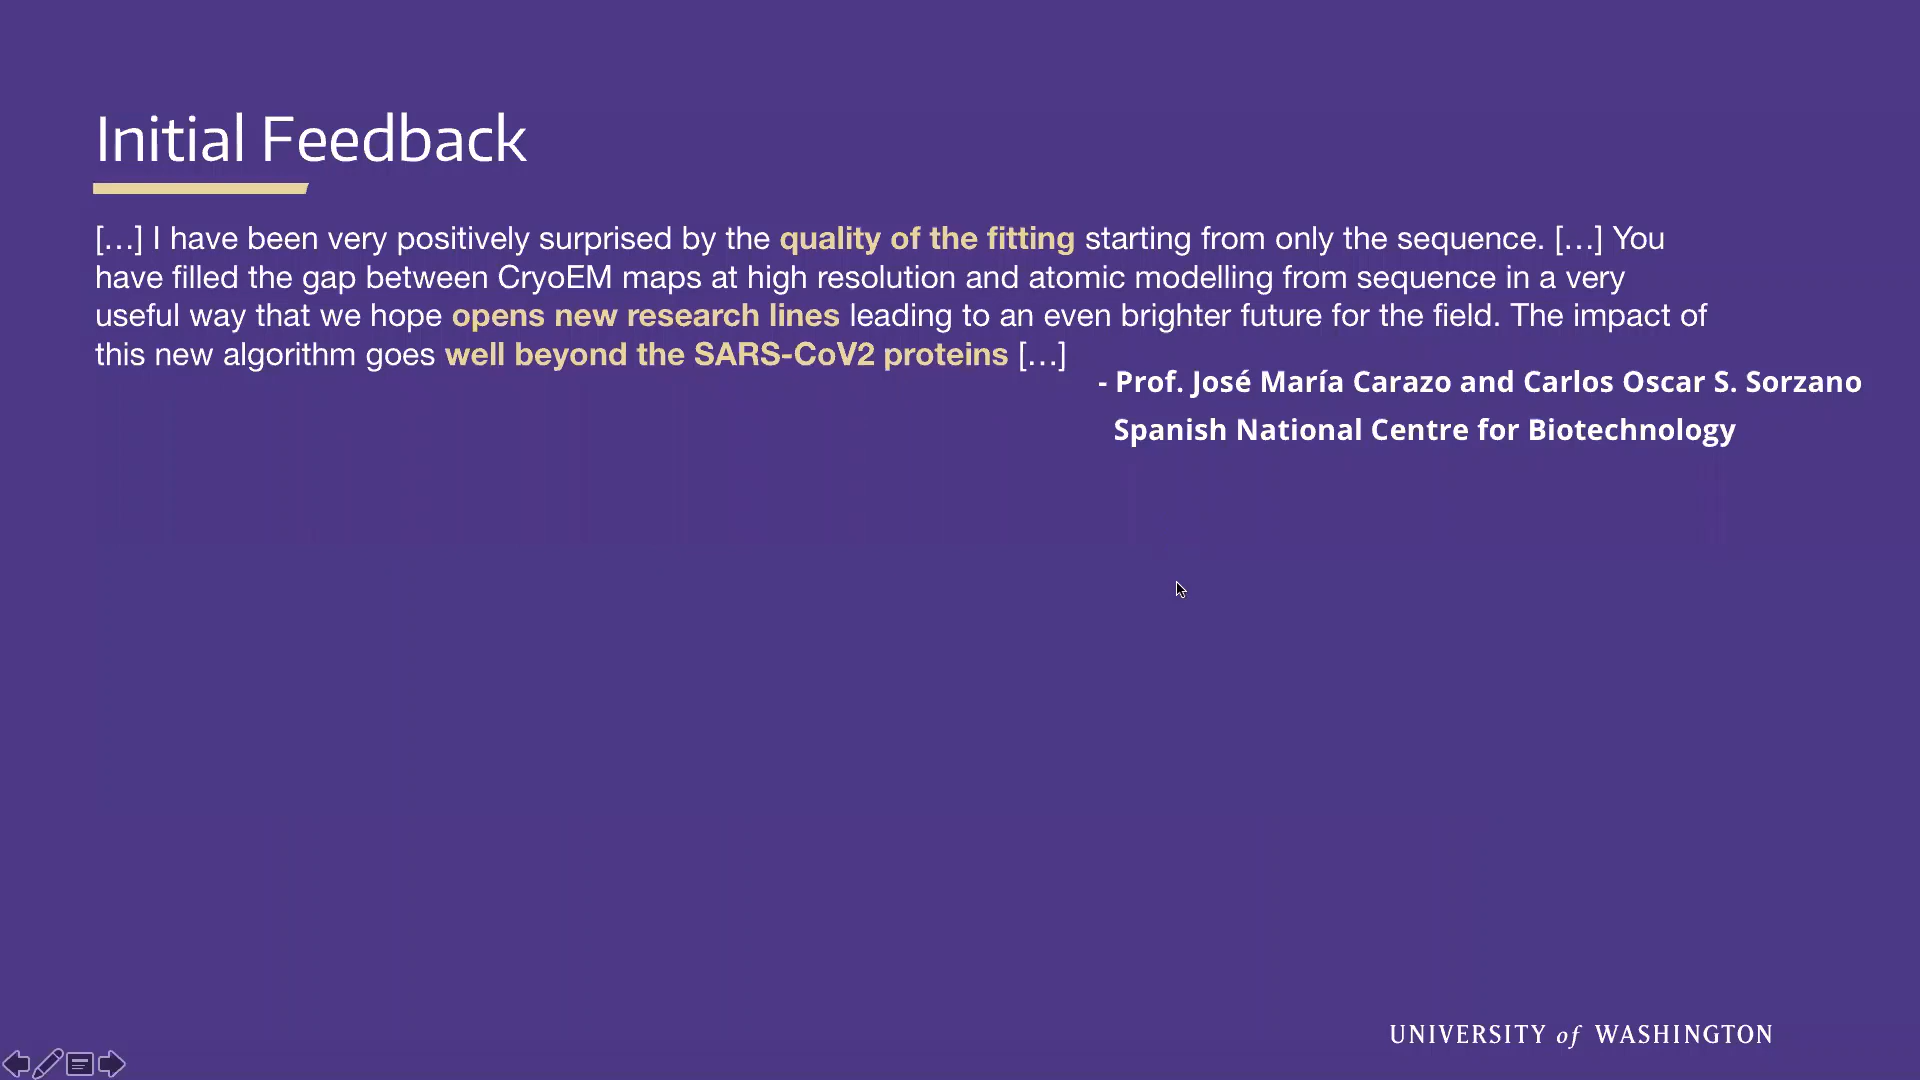 Initial Feedback
[…] I have been very positively surprised by the quality of the fitting starting from only the sequence. […] You
have filled the gap between CryoEM maps at high resolution and atomic modelling from sequence in a very
useful way that we hope opens new research lines leading to an even brighter future for the field. The impact of
this new algorithm goes well beyond the SARS-CoV2 proteins […]
- Prof. José María Carazo and Carlos Oscar S. Sorzano
Spanish National Centre for Biotechnology
UNIVERSITY of WASHINGTON